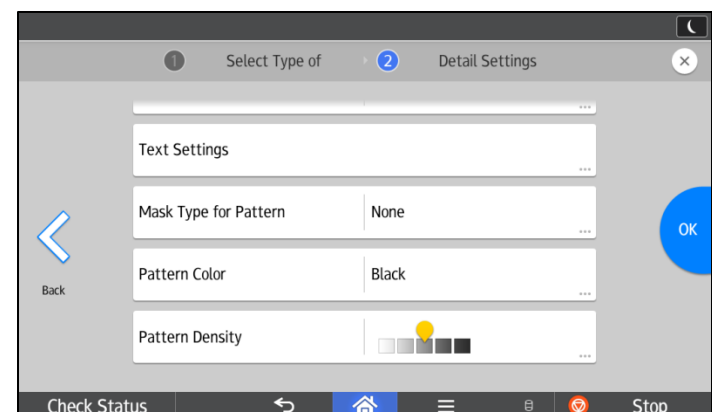 1 Select Type of 2 Detail Settings
Text Settings
Mask Type for Pattern None
OK
Pattern Color Black
Back
Pattern Density
Check Status Stop